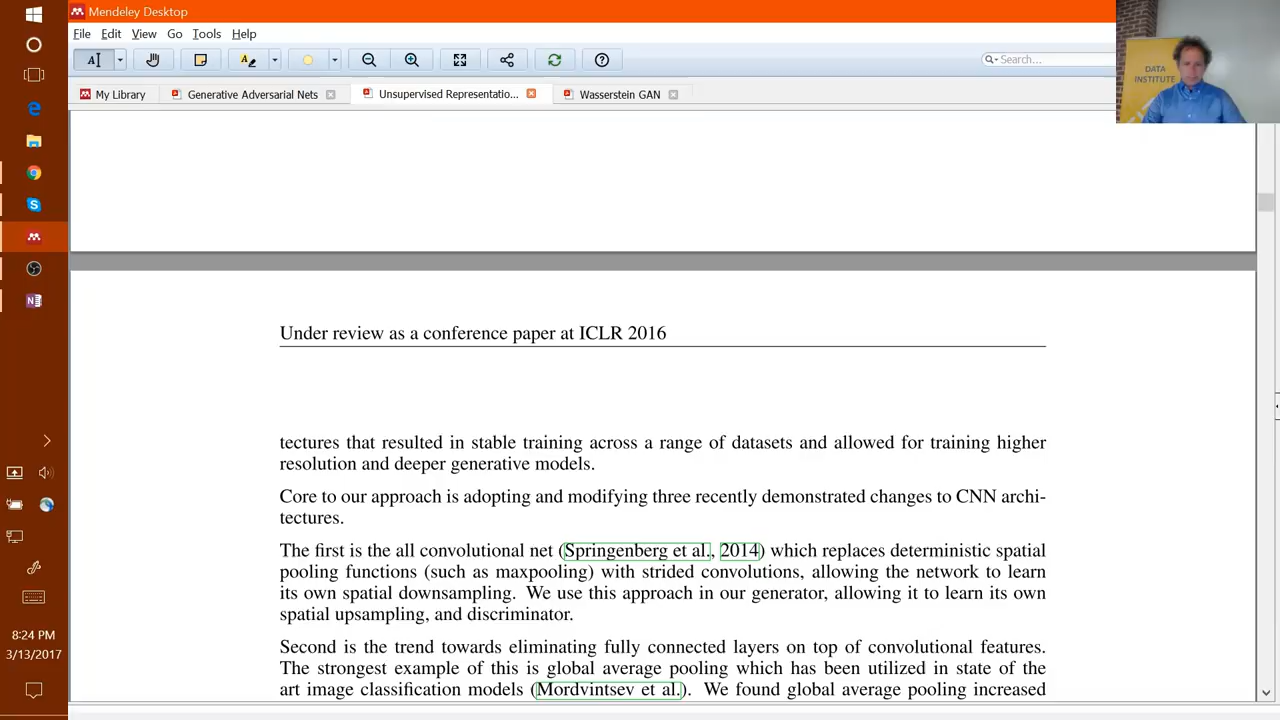 Mendeley Desktop
File Edit View Go Tools Help
Search...
My Library Generative Adversarial Nets Unsupervised Representatio... Wasserstein GAN
DATA
INSTITUTE
Under review as a conference paper at ICLR 2016
tectures that resulted in stable training across a range of datasets and allowed for training higher
resolution and deeper generative models.
Core to our approach is adopting and modifying three recently demonstrated changes to CNN archi-
tectures.
The first is the all convolutional net (Springenberg et al., 2014) which replaces deterministic spatial
pooling functions (such as maxpooling) with strided convolutions, allowing the network to learn
its own spatial downsampling. We use this approach in our generator, allowing it to learn its own
spatial upsampling, and discriminator.
Second is the trend towards eliminating fully connected layers on top of convolutional features.
The strongest example of this is global average pooling which has been utilized in state of the
art image classification models (Mordvintsev et al.). We found global average pooling increased
8:24 PM
3/13/2017